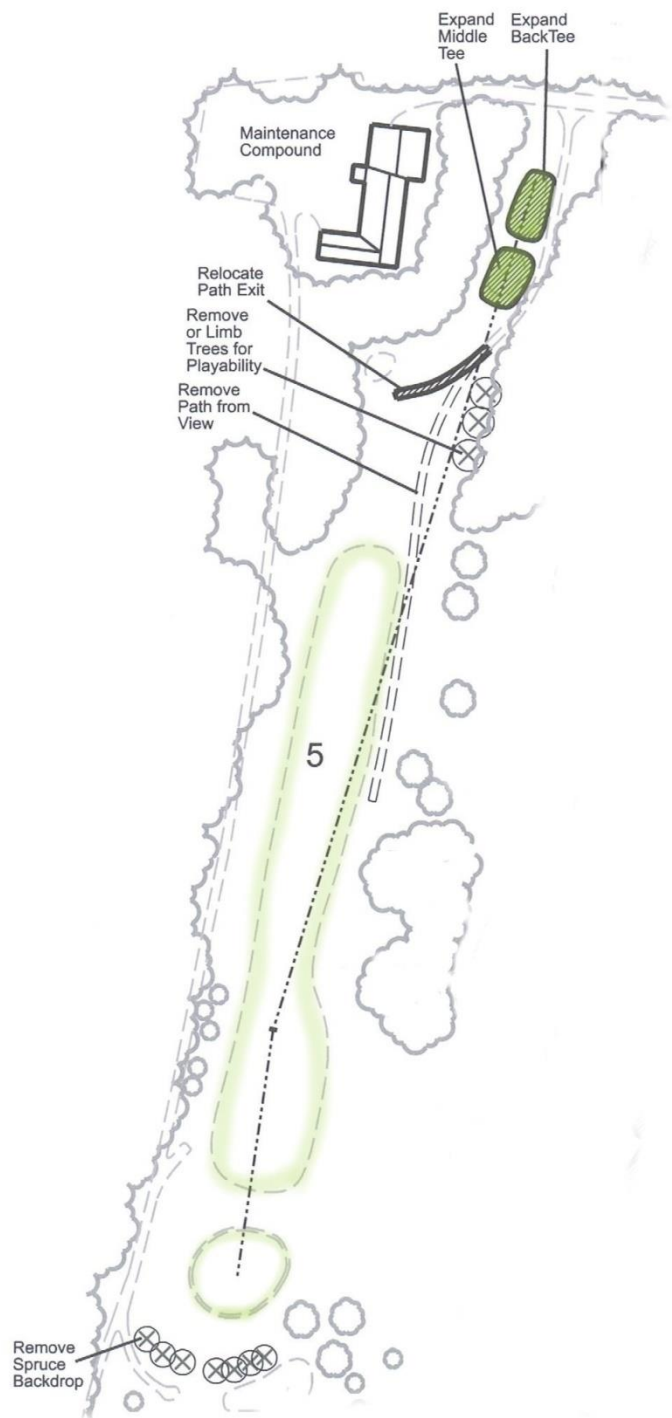 Expand
Middle
Tee
Expand
BackTee
Maintenance
Compound
Relocate
Path Exit
Remove
or Limb
Trees for
Playability
Remove
Path from
View
5
Remove
Spruce
Backdrop